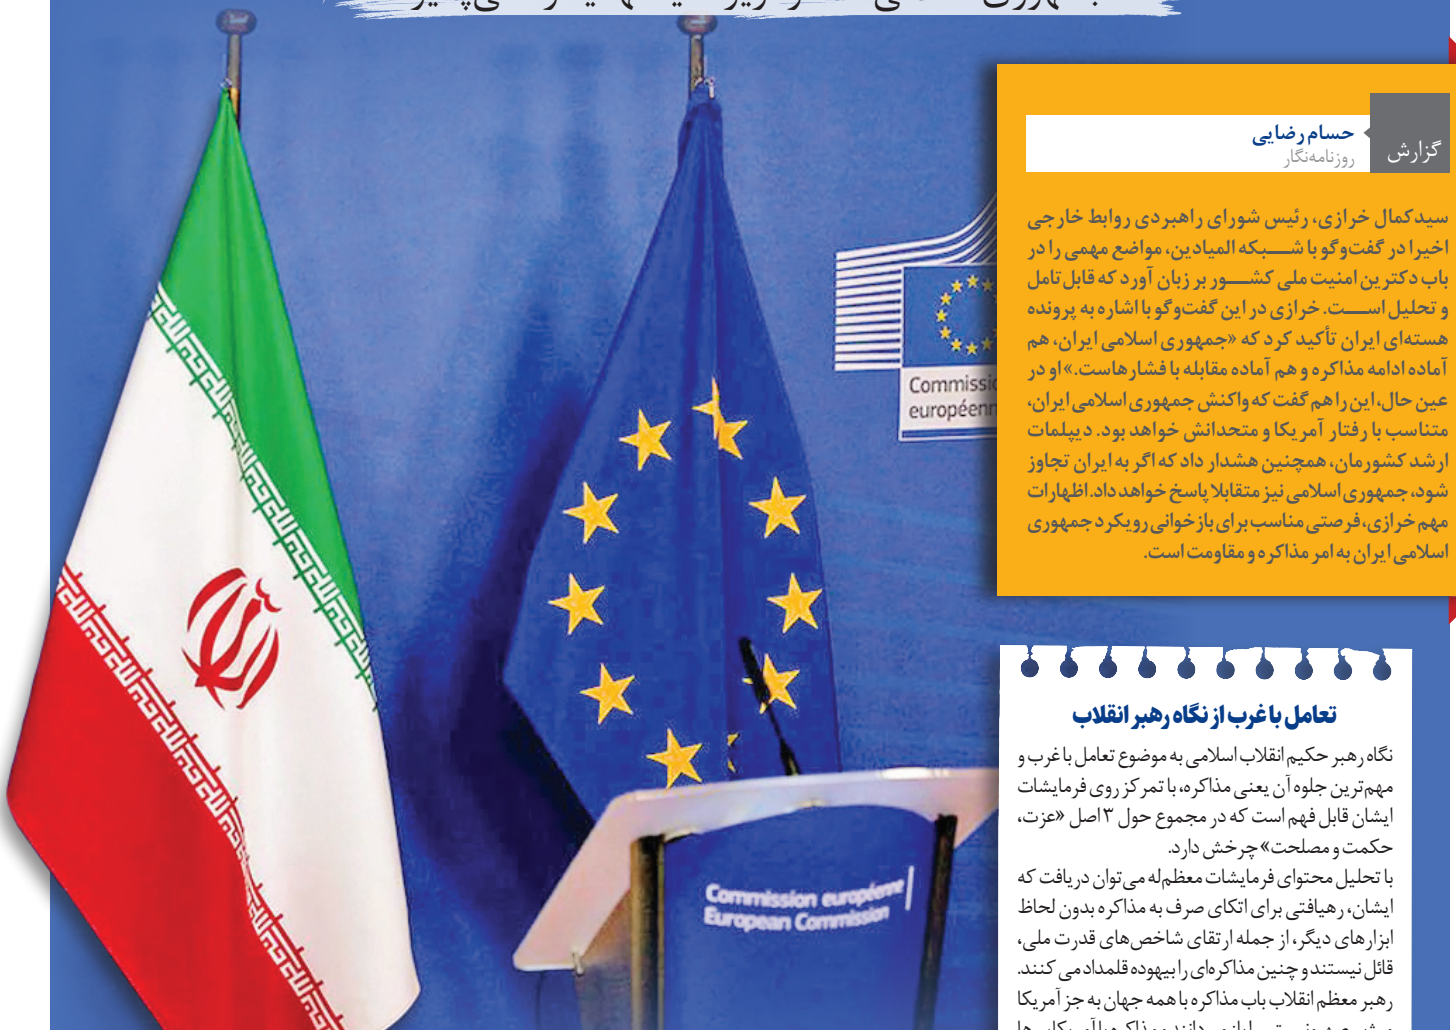 گزارش
حسام رضایی
روزنامه‌نگار
سیدکمال خرازی، رئیس شورای راهبردی روابط خارجی
اخیرا در گفت‌وگو با شـــبکه المیادین، مواضع مهمی را در
باب دکترین امنیت ملی کشـــور بر زبان آورد که قابل تامل
و تحلیل اســـت. خرازی در این گفت‌وگو با اشاره به پرونده
هسته‌ای ایران تأکید کرد که «جمهوری اسلامی ایران، هم
آماده ادامه مذاکره و هم آماده مقابله با فشارهاست.» او در
عین حال، این را هم گفت که واکنش جمهوری اسلامی ایران،
متناسب با رفتار آمریکا و متحدانش خواهد بود. دیپلمات
ارشد کشورمان، همچنین هشدار داد که اگر به ایران تجاوز
شود، جمهوری اسلامی نیز متقابلا پاسخ خواهد داد. اظهارات
مهم خرازی، فرصتی مناسب برای بازخوانی رویکرد جمهوری
اسلامی ایران به امر مذاکره و مقاومت است.
تعامل با غرب از نگاه رهبر انقلاب
نگاه رهبر حکیم انقلاب اسلامی به موضوع تعامل با غرب و
مهم‌ترین جلوه آن یعنی مذاکره، با تمرکز روی فرمایشات
ایشان قابل فهم است که در مجموع حول ۳ اصل «عزت،
حکمت و مصلحت» چرخش دارد.
با تحلیل محتوای فرمایشات معظم‌له می‌توان دریافت که
ایشان، رهیافتی برای اتکای صرف به مذاکره بدون لحاظ
ابزارهای دیگر، از جمله ارتقای شاخص‌های قدرت ملی،
قائل نیستند و چنین مذاکره‌ای را بیهوده قلمداد می کنند.
رهبر معظم انقلاب باب مذاکره با همه جهان به جز آمریکا
Commissi
européenn
Commission européenne
European Commission